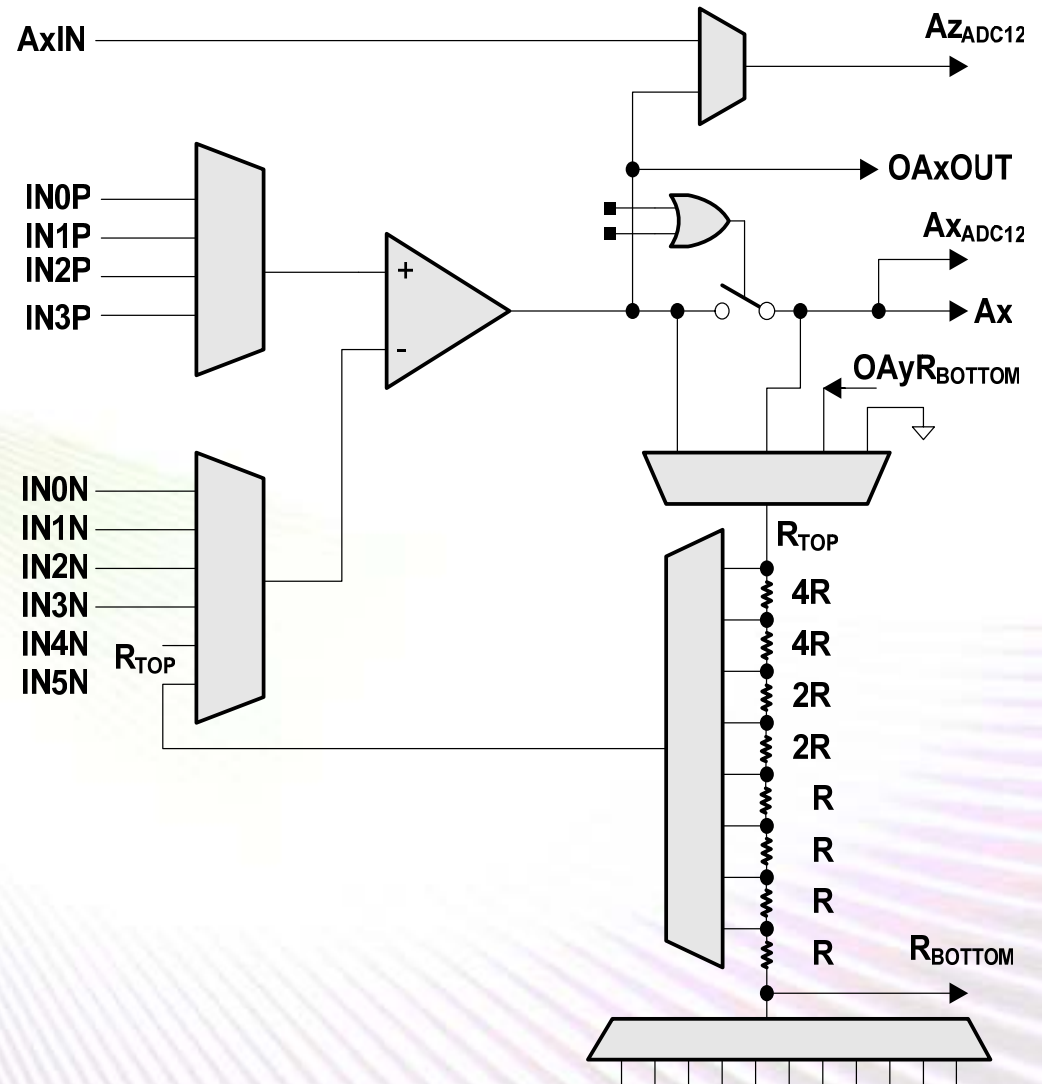 AxIN
AzADC12
OAxOUT
IN0P
IN1P
IN2P
IN3P
+
-
AxADC12
Ax
OAyRBOTTOM
IN0N
IN1N
IN2N
IN3N
IN4N
RTOP
IN5N
RTOP
4R
4R
2R
2R
R
R
R
R
RBOTTOM